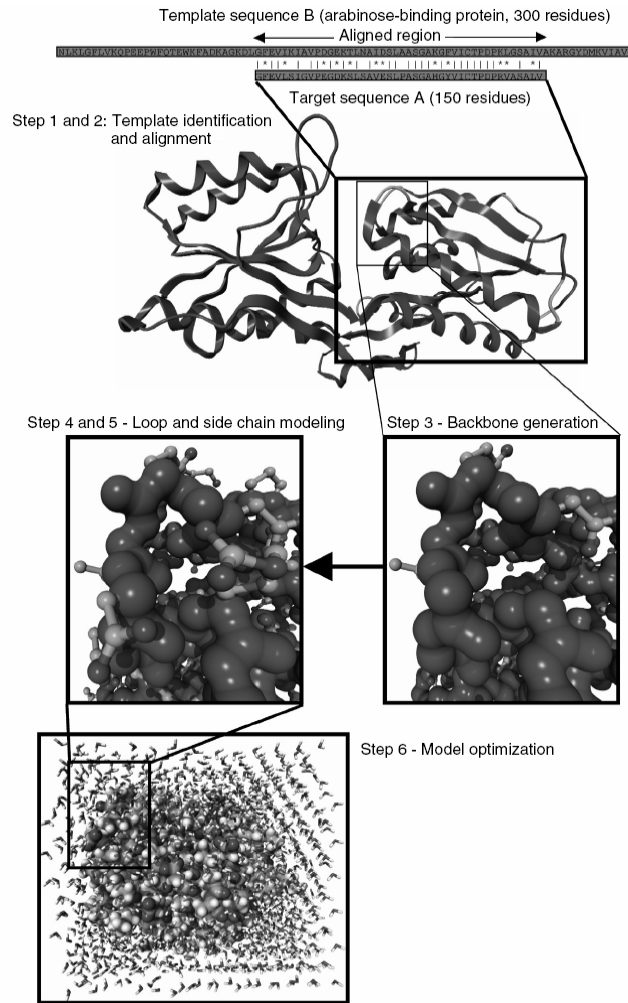 Template sequence B (arabinose-binding protein, 300 residues)
Aligned region
NLKLGFLVKQPEEPWFQTEWKFADKAGKDLGFEVIKIAVPDGEKTLNAIDSLAASGAKGFVICTPDPKLGSAIVAKARGYDMKVIAV
GFEVLSIGVPEGDKSLSAVESLPASGAHGYVICTPDPRVASALV
Target sequence A (150 residues)
Step 1 and 2: Template identification
and alignment
Step 4 and 5 - Loop and side chain modeling
Step 3 - Backbone generation
Step 6 - Model optimization